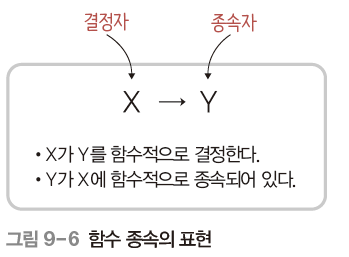 결정자 종속자
X → Y
• X가 Y를 함수적으로 결정한다.
• Y가 X에 함수적으로 종속되어 있다.
그림 9-6 함수 종속의 표현